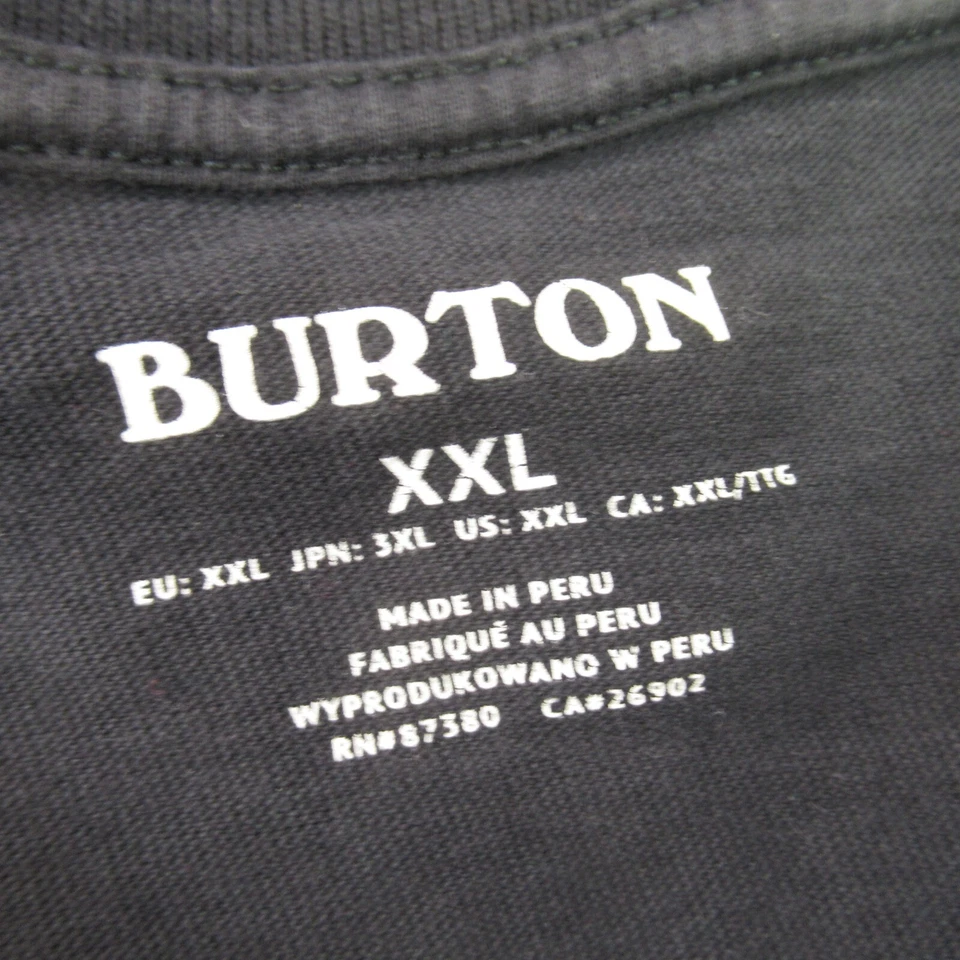 BURTON
XXL
EU: XXL JPN: 3XL US: XXL CA: XXL/TTG
MADE IN PERU
FABRIQUÉ AU PERU
WYPRODUKOWANO W PERU
RN#87380 CA#26902